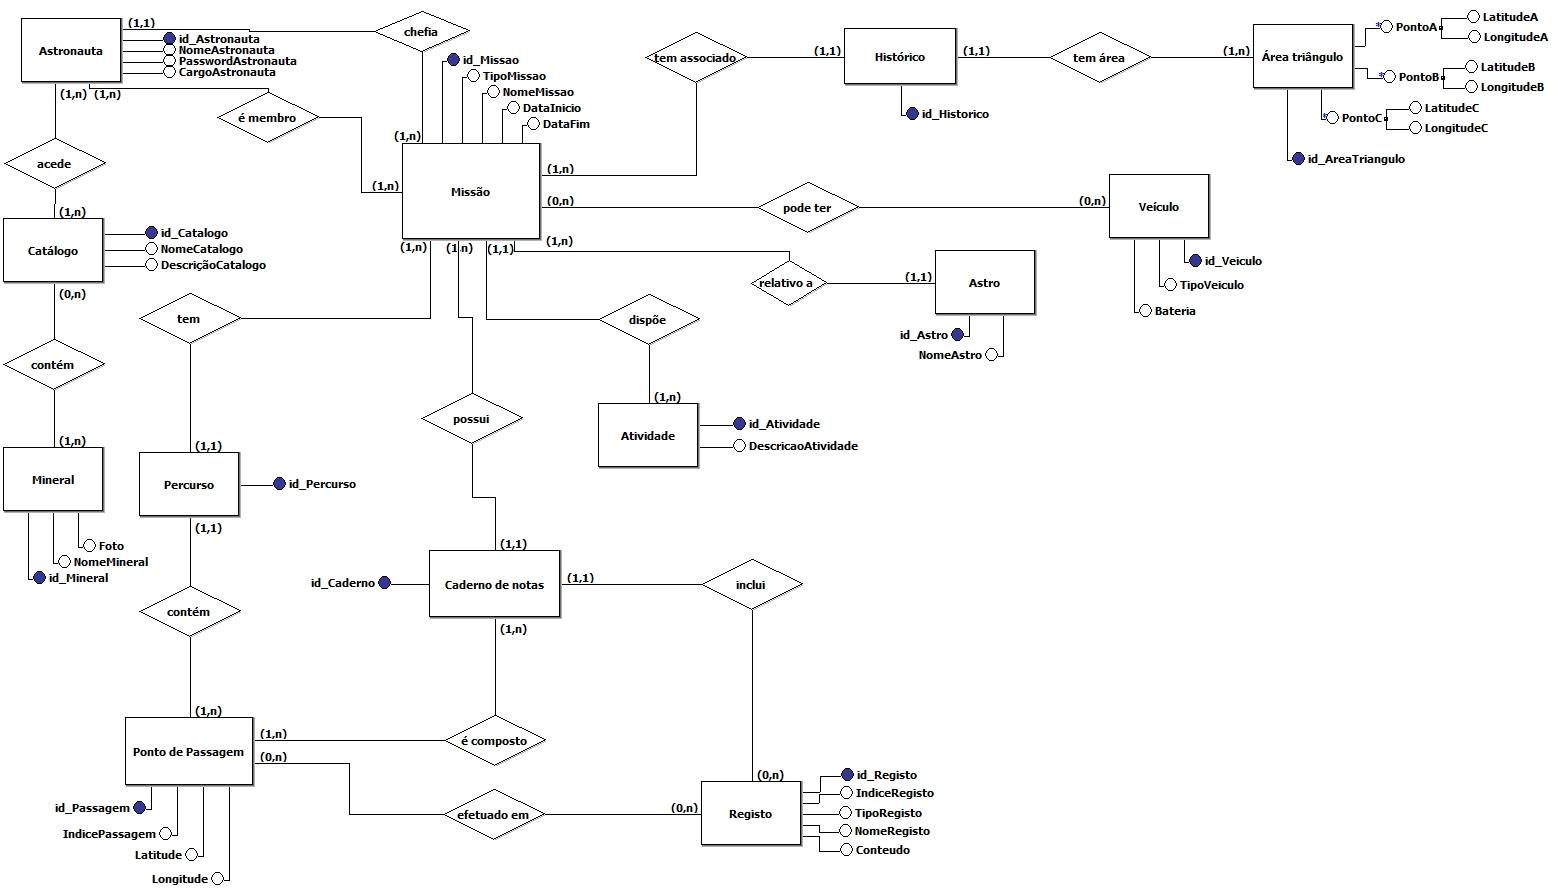 (1,1)
Astronauta
id_Astronauta
NomeAstronauta
PasswordAstronauta
CargoAstronauta
(1,n)
(1,n)
chefia
(1,n)
é membro
(1,n)
id_Missao
TipoMissao
NomeMissao
DataInicio
DataFim
Missão
tem associado
(1,1)
(1,n)
Histórico
id_Historico
(1,1)
tem área
(1,n)
Área triângulo
id_AreaTriangulo
* PontoA
LatitudeA
LongitudeA
* PontoB
LatitudeB
LongitudeB
* PontoC
LatitudeC
LongitudeC
(0,n)
pode ter
(0,n)
Veículo
id_Veiculo
TipoVeiculo
Bateria
(1,n)
relativo a
(1,1)
Astro
id_Astro
NomeAstro
acede
(1,n)
Catálogo
id_Catalogo
NomeCatalogo
DescriçãoCatalogo
(0,n)
contém
(1,n)
Mineral
Foto
NomeMineral
id_Mineral
(1,n)
(1,n)
(1,1)
tem
(1,1)
Percurso
id_Percurso
(1,1)
contém
(1,n)
possui
dispõe
(1,n)
Atividade
id_Atividade
DescricaoAtividade
(1,1)
Caderno de notas
id_Caderno
(1,1)
inclui
(1,n)
é composto
(1,n)
Ponto de Passagem
(0,n)
id_Passagem
IndicePassagem
Latitude
Longitude
efetuado em
(0,n)
(0,n)
Registo
id_Registo
IndiceRegisto
TipoRegisto
NomeRegisto
Conteudo